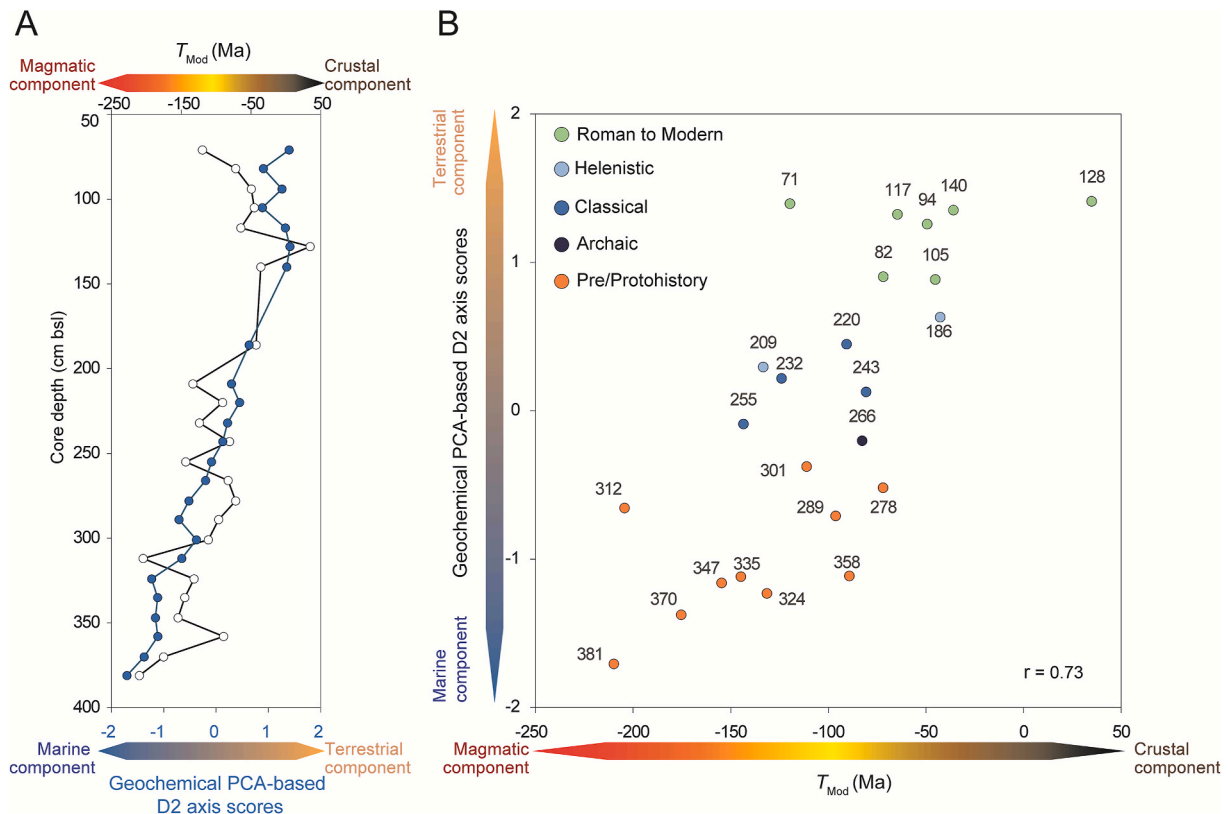 A
T Mod (Ma)
Magmatic
component
Crustal
component
-250 -150 -50 50
50
100
150
200
250
300
350
400
Core depth (cm bsl)
-2 -1 0 1 2
Marine
component
Terrestrial
component
Geochemical PCA-based
D2 axis scores
B
Terrestrial
component
Geochemical PCA-based D2 axis scores
Marine
component
2
1
0
-1
-2
Roman to Modern
Helenistic
Classical
Archaic
Pre/Protohistory
71
117
94
140
128
82
105
186
220
209
232
243
255
266
301
312
289
278
347
335
358
370
324
381
r = 0.73
-250 -200 -150 -100 -50 0 50
Magmatic
component
Crustal
component
T Mod (Ma)